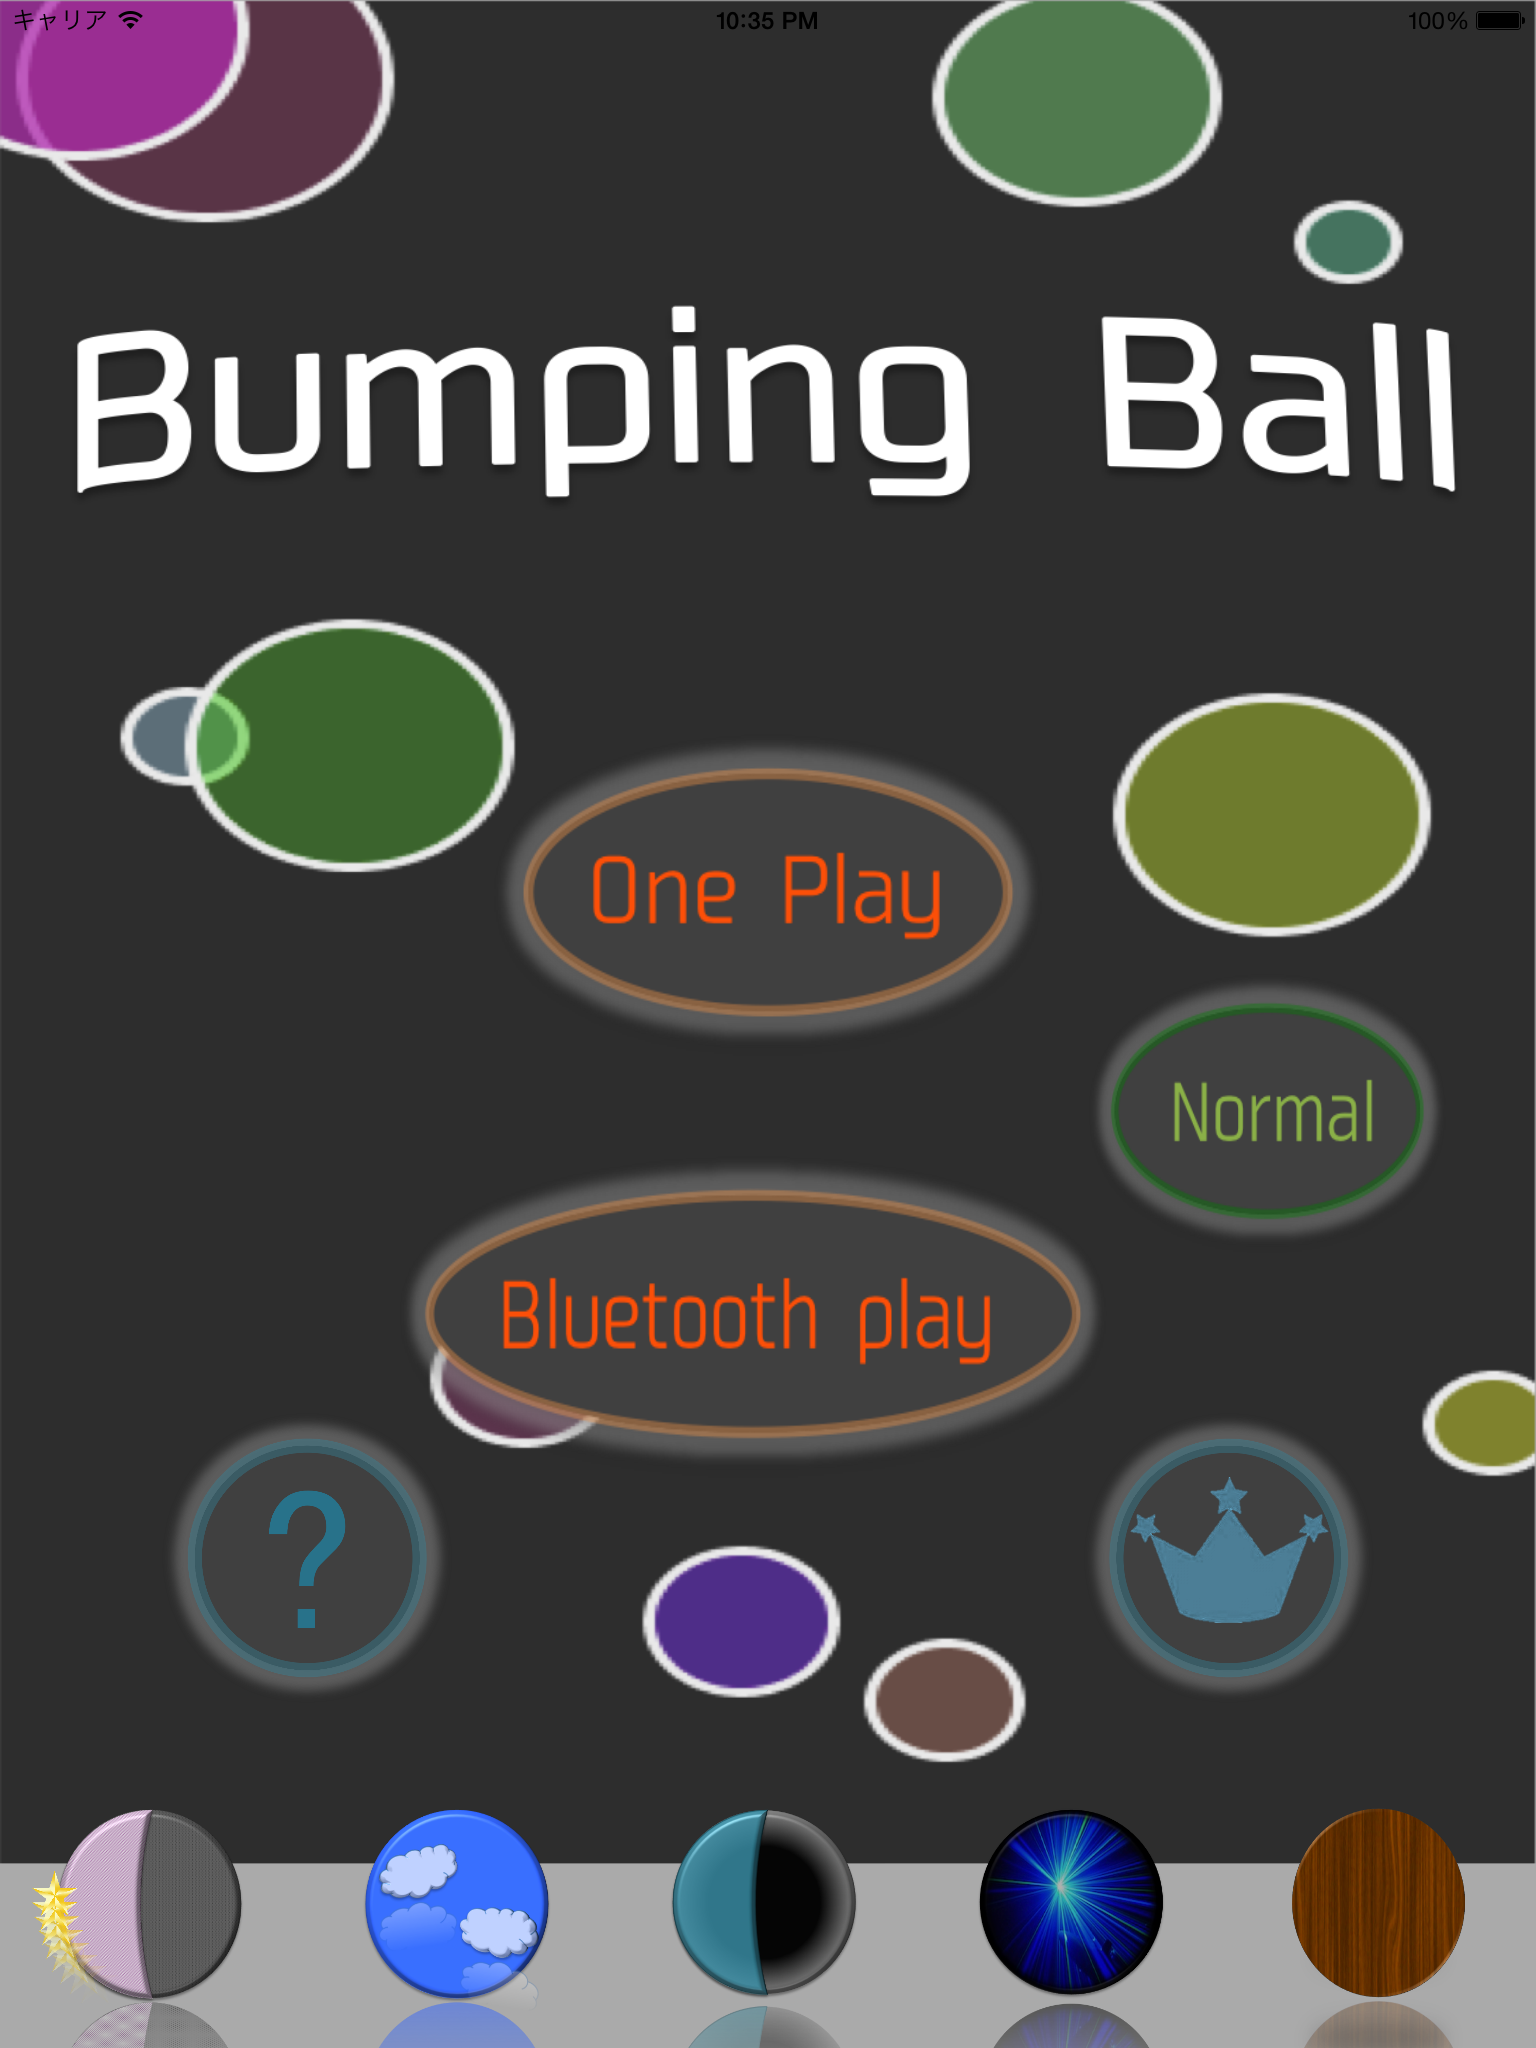 キャリア 10:35 PM 100%
Bumping Ball
One Play
Normal
Bluetooth play
?